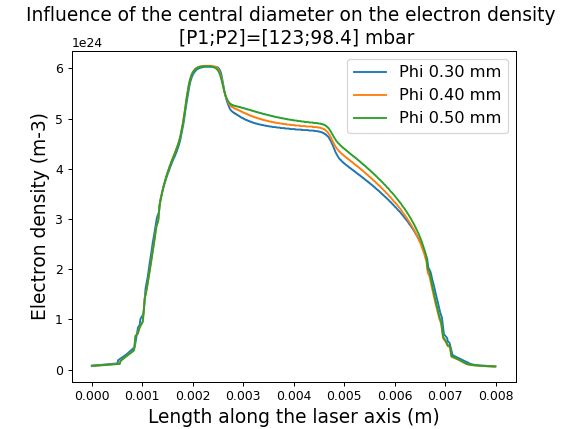 Influence of the central diameter on the electron density
[P1;P2]=[123;98.4] mbar
1e24
Phi 0.30 mm
Phi 0.40 mm
Phi 0.50 mm
6
5
4
3
2
1
0
Electron density (m-3)
0.000 0.001 0.002 0.003 0.004 0.005 0.006 0.007 0.008
Length along the laser axis (m)